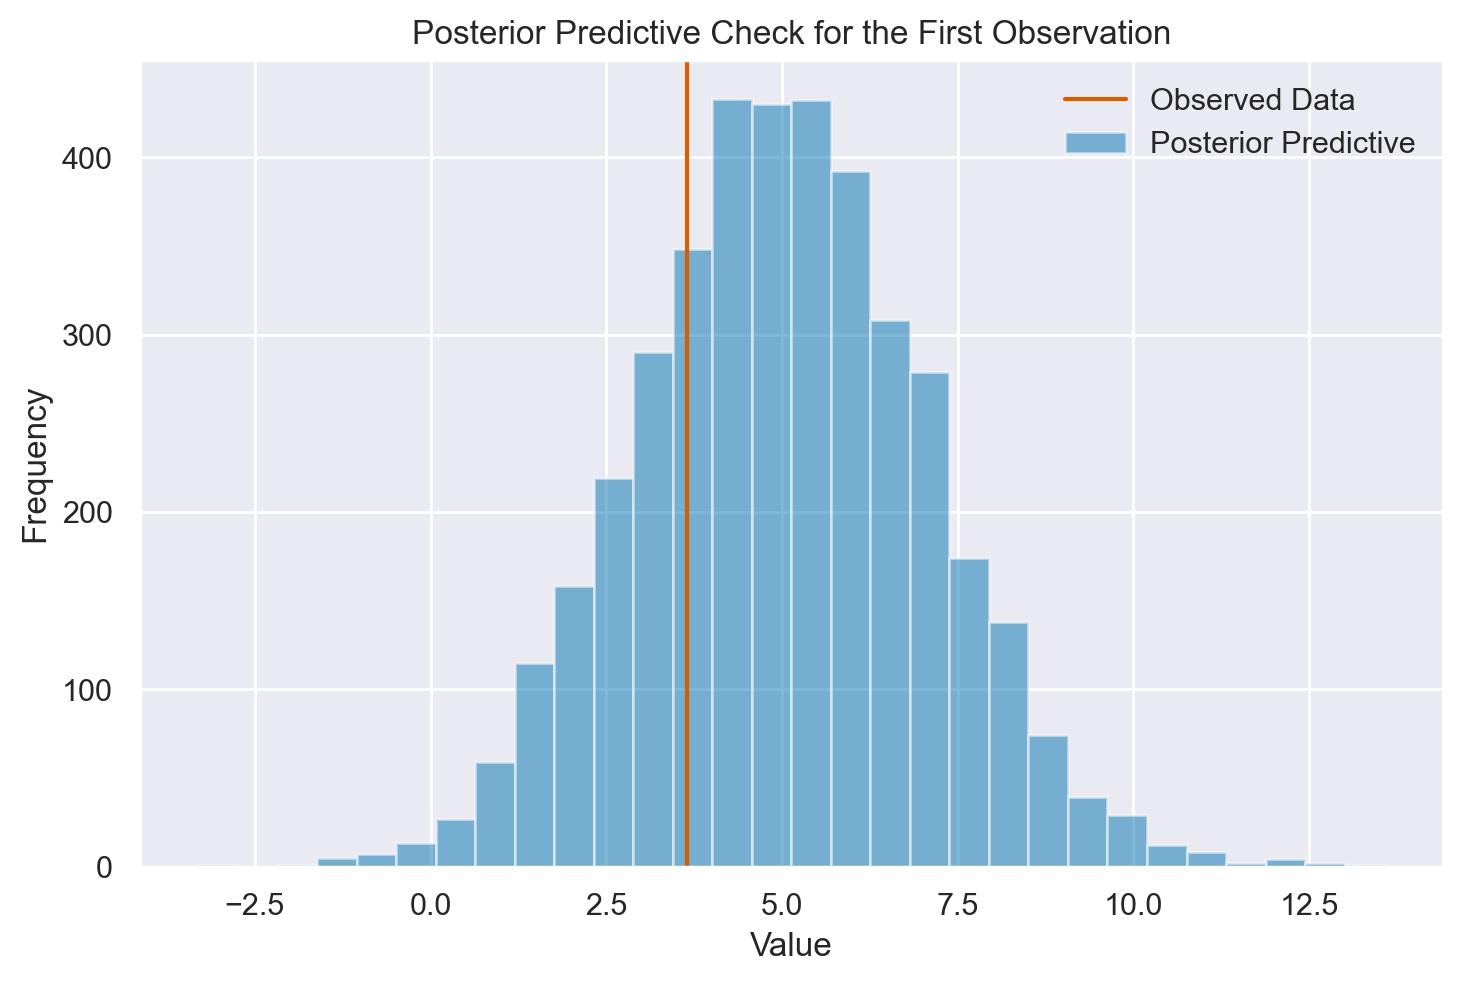 Posterior Predictive Check for the First Observation
Observed Data
Posterior Predictive
Frequency
400
300
200
100
0
−2.5 0.0 2.5 5.0 7.5 10.0 12.5
Value